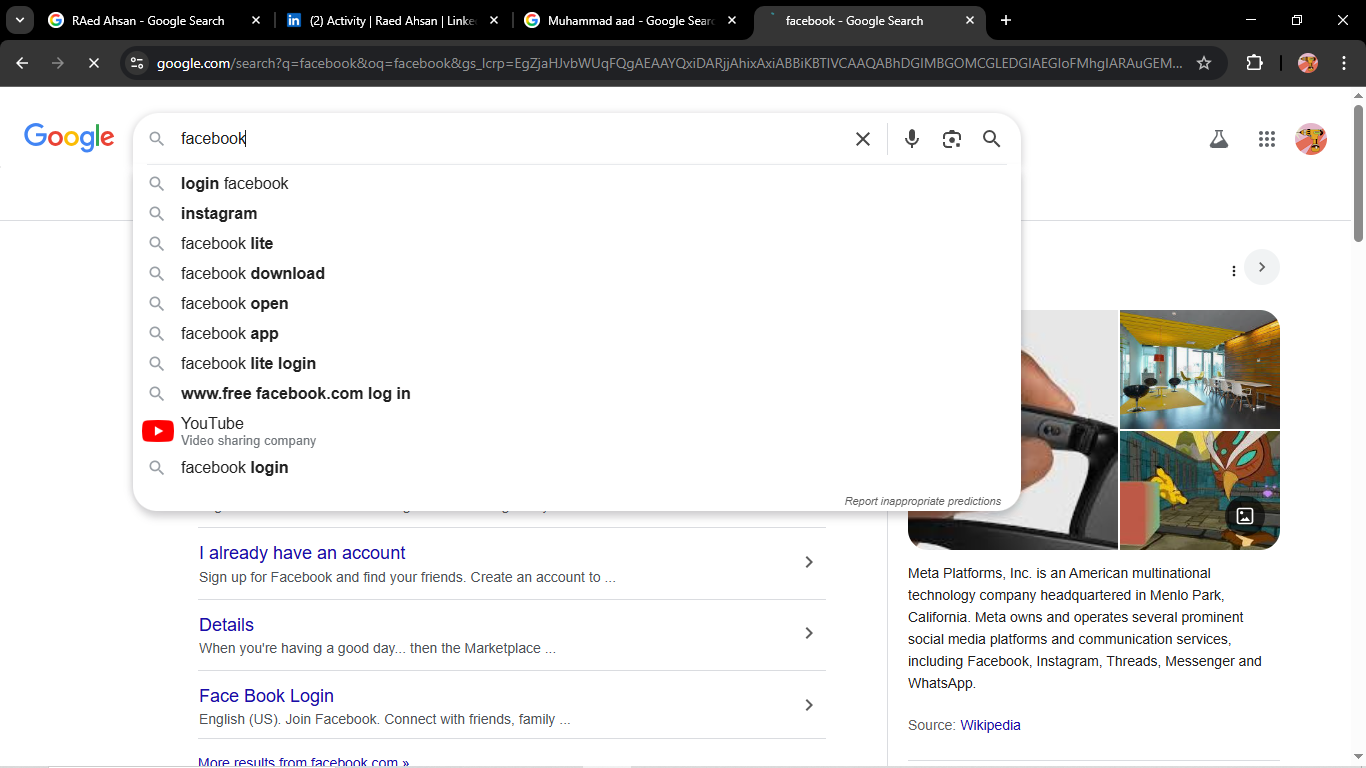 RAed Ahsan - Google Search
(2) Activity | Raed Ahsan | Linke
Muhammad aad - Google Sear
facebook - Google Search
google.com/search?q=facebook&oq=facebook&gs_lcrp=EgZjaHJvbWUqFQgAEAAYQxiDARjjAhixAxiABBiKBTIVCAAQABhDGIMBGOMCGLEDGIAEGIoFMhgIARAuGEM...
Google
facebook
login facebook
instagram
facebook lite
facebook download
facebook open
facebook app
facebook lite login
www.free facebook.com log in
YouTube
Video sharing company
facebook login
Report inappropriate predictions
I already have an account
Sign up for Facebook and find your friends. Create an account to ...
Details
When you're having a good day... then the Marketplace ...
Face Book Login
English (US). Join Facebook. Connect with friends, family ...
More results from facebook.com »
Meta Platforms, Inc. is an American multinational
technology company headquartered in Menlo Park,
California. Meta owns and operates several prominent
social media platforms and communication services,
including Facebook, Instagram, Threads, Messenger and
WhatsApp.
Source: Wikipedia